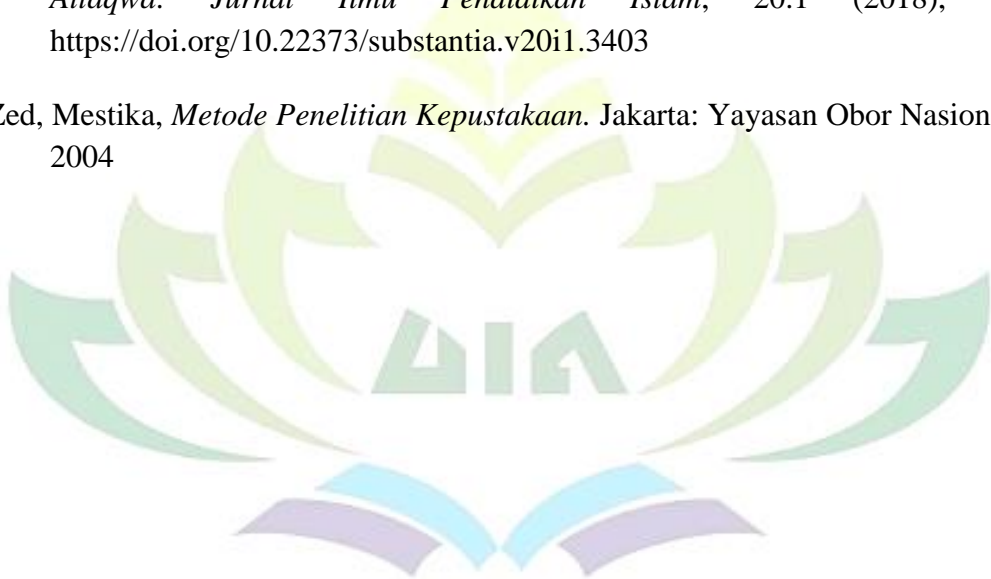 Attaqwa: Jurnal Ilmu Pendidikan Islam, 20.1 (2018),
https://doi.org/10.22373/substantia.v20i1.3403
Zed, Mestika, Metode Penelitian Kepustakaan. Jakarta: Yayasan Obor Nasion
2004
UIN